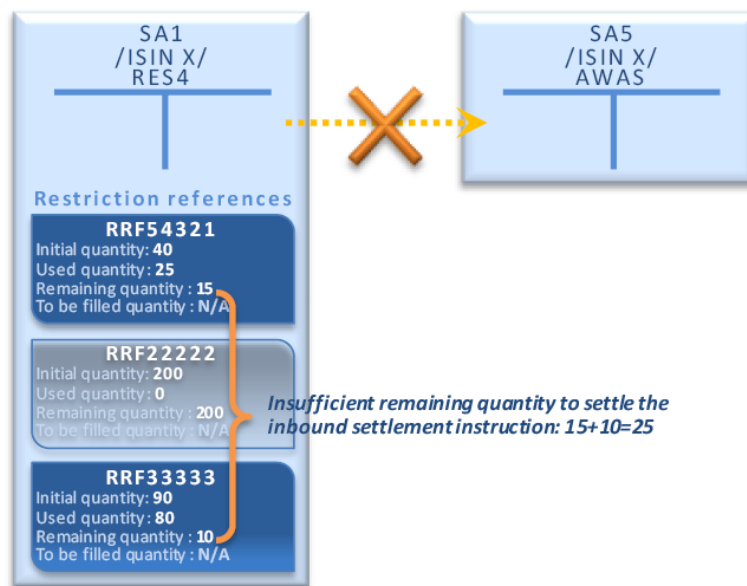 SA1
/ISIN X/
RES4
SA5
/ISIN X/
AWAS
Restriction references
RRF54321
Initial quantity: 40
Used quantity: 25
Remaining quantity : 15
To be filled quantity : N/A
RRF22222
Initial quantity: 200
Used quantity: 0
Remaining quantity : 200
To be filled quantity : N/A
Insufficient remaining quantity to settle the
inbound settlement instruction: 15+10=25
RRF33333
Initial quantity: 90
Used quantity: 80
Remaining quantity : 10
To be filled quantity : N/A